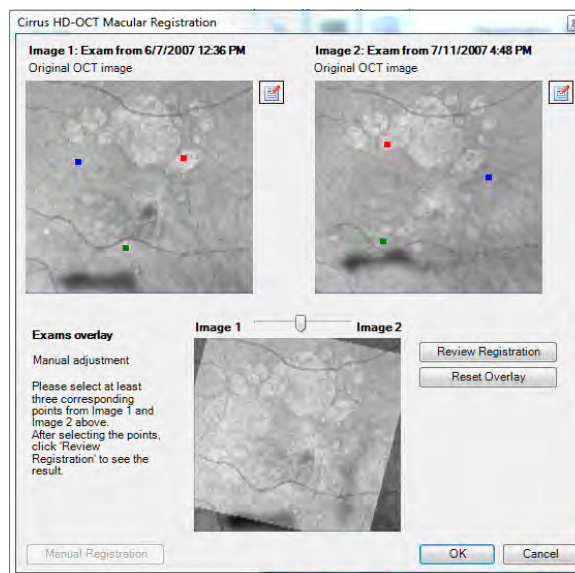 Cirrus HD-OCT Macular Registration
Image 1: Exam from 6/7/2007 12:36 PM
Original OCT image
Image 2: Exam from 7/11/2007 4:48 PM
Original OCT image
Exams overlay
Manual adjustment
Please select at least
three corresponding
points from Image 1 and
Image 2 above.
After selecting the points,
click 'Review
Registration' to see the
result.
Image 1
Image 2
Review Registration
Reset Overlay
Manual Registration
OK
Cancel